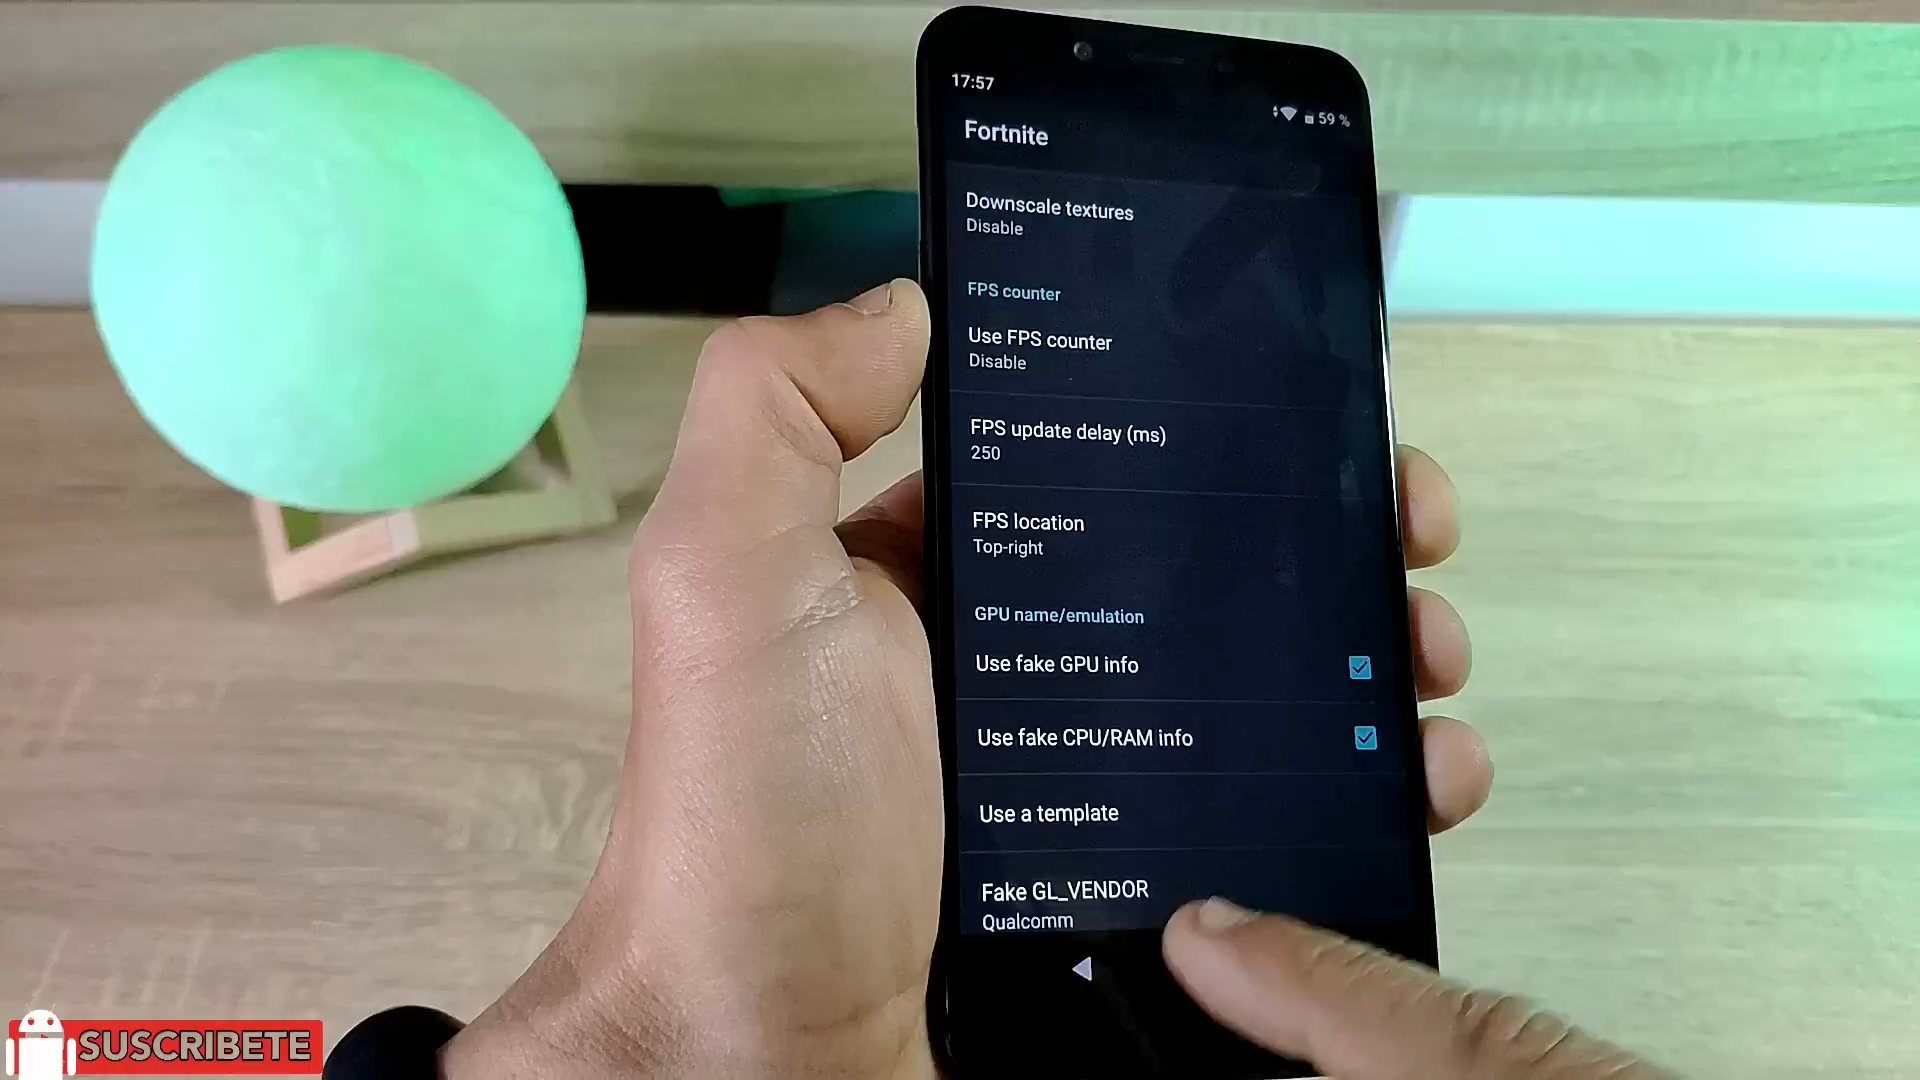 17:57
59 %
Fortnite
Downscale textures
Disable
FPS counter
Use FPS counter
Disable
FPS update delay (ms)
250
FPS location
Top-right
GPU name/emulation
Use fake GPU info
Use fake CPU/RAM info
Use a template
Fake GL_VENDOR
Qualcomm
SUSCRIBETE